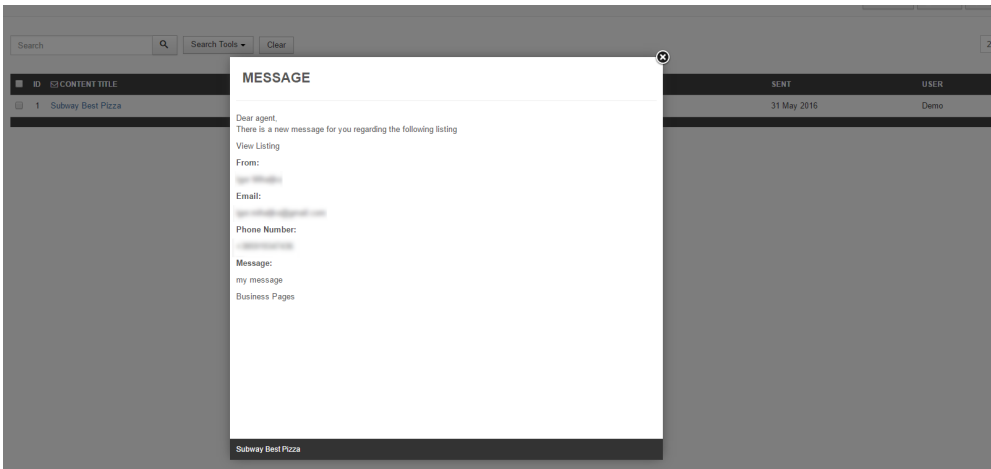 Search
Search Tools
Clear
2
ID CONTENT TITLE
SENT
USER
1 Subway Best Pizza
31 May 2016
Demo
MESSAGE
Dear agent,
There is a new message for you regarding the following listing
View Listing
From:
Email:
Phone Number:
Message:
my message
Business Pages
Subway Best Pizza